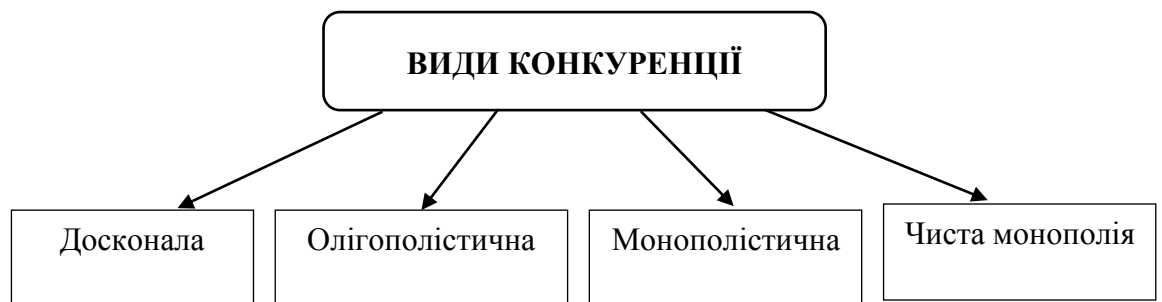 ВИДИ КОНКУРЕНЦІЇ
Досконала
Олігополістична
Монополістична
Чиста монополія